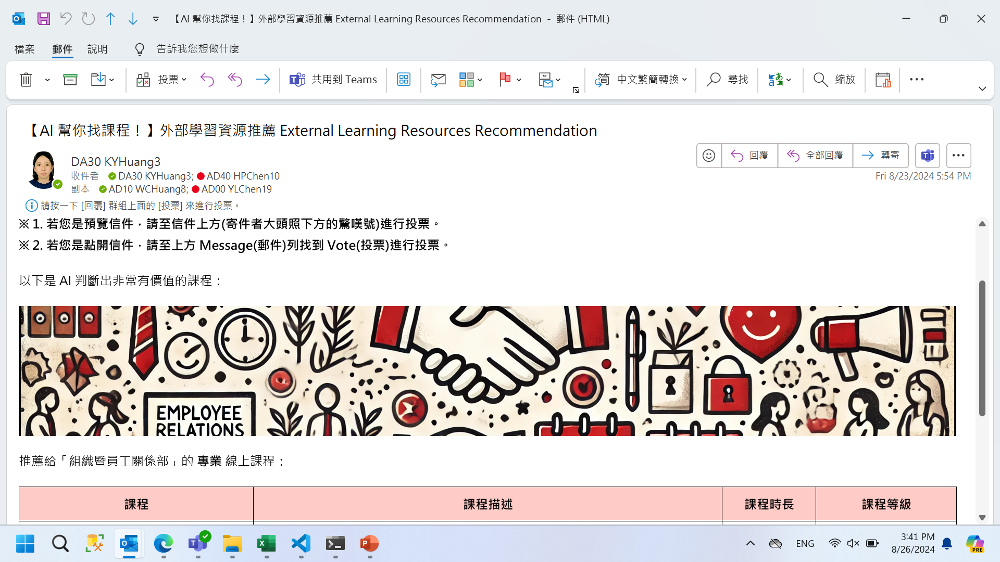 【AI 幫你找課程！】外部學習資源推薦 External Learning Resources Recommendation - 郵件 (HTML)
檔案 郵件 說明 告訴我您想做什麼
投票 共用到 Teams 中文繁簡轉換 尋找 縮放
【AI 幫你找課程！】外部學習資源推薦 External Learning Resources Recommendation
DA30 KYHuang3
回覆 全部回覆 轉寄
收件者 DA30 KYHuang3; AD40 HPChen10
Fri 8/23/2024 5:54 PM
副本 AD10 WCHuang8; AD00 YLChen19
請按一下 [回覆] 群組上面的 [投票] 來進行投票。
※ 1. 若您是預覽信件，請至信件上方(寄件者大頭照下方的驚嘆號)進行投票。
※ 2. 若您是點開信件，請至上方 Message(郵件)列找到 Vote(投票)進行投票。
以下是 AI 判斷出非常有價值的課程：
EMPLOYEE
RELATIONS
推薦給「組織暨員工關係部」的 專業 線上課程：
課程 課程描述 課程時長 課程等級
ENG
3:41 PM
8/26/2024
PRE